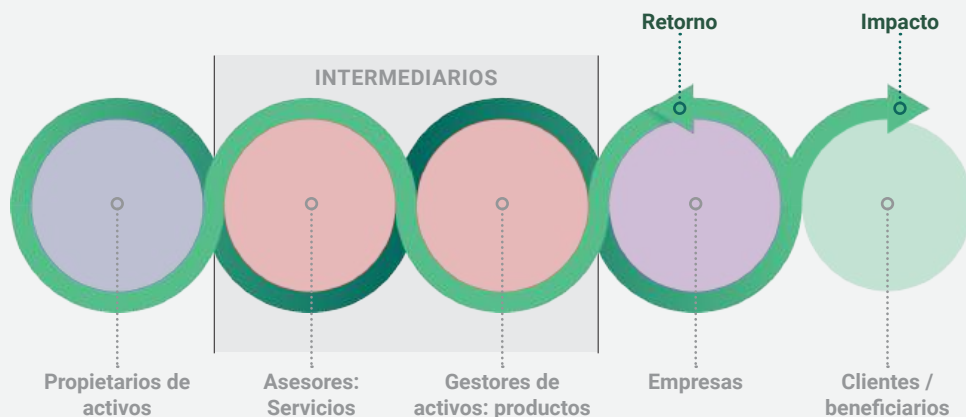 Retorno
Impacto
INTERMEDIARIOS
Propietarios de
activos
Asesores:
Servicios
Gestores de
activos: productos
Empresas
Clientes /
beneficiarios